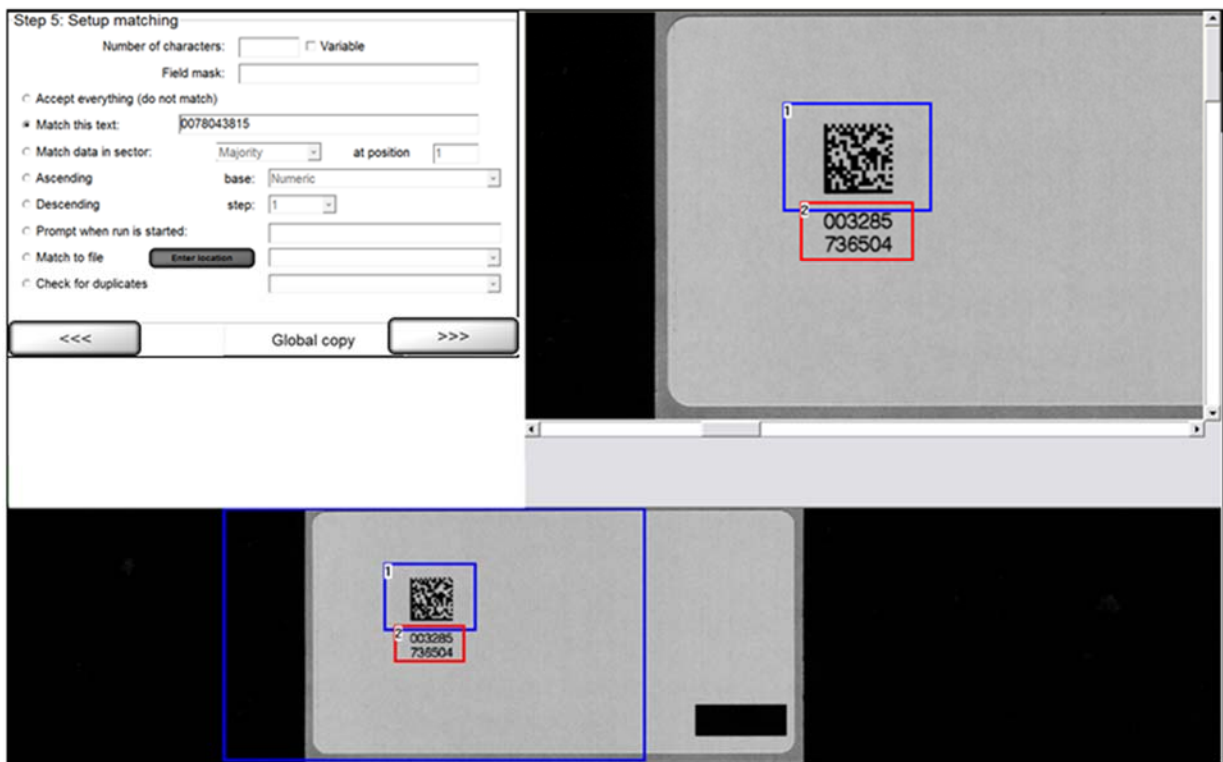 Step 5: Setup matching
Number of characters: Variable
Field mask:
Accept everything (do not match)
Match this text: 0078043815
Match data in sector: Majority at position 1
Ascending base: Numeric
Descending step: 1
Prompt when run is started:
Match to file Enter location
Check for duplicates
<<< Global copy >>>
1
2
003285
736504
1
2
003285
736504